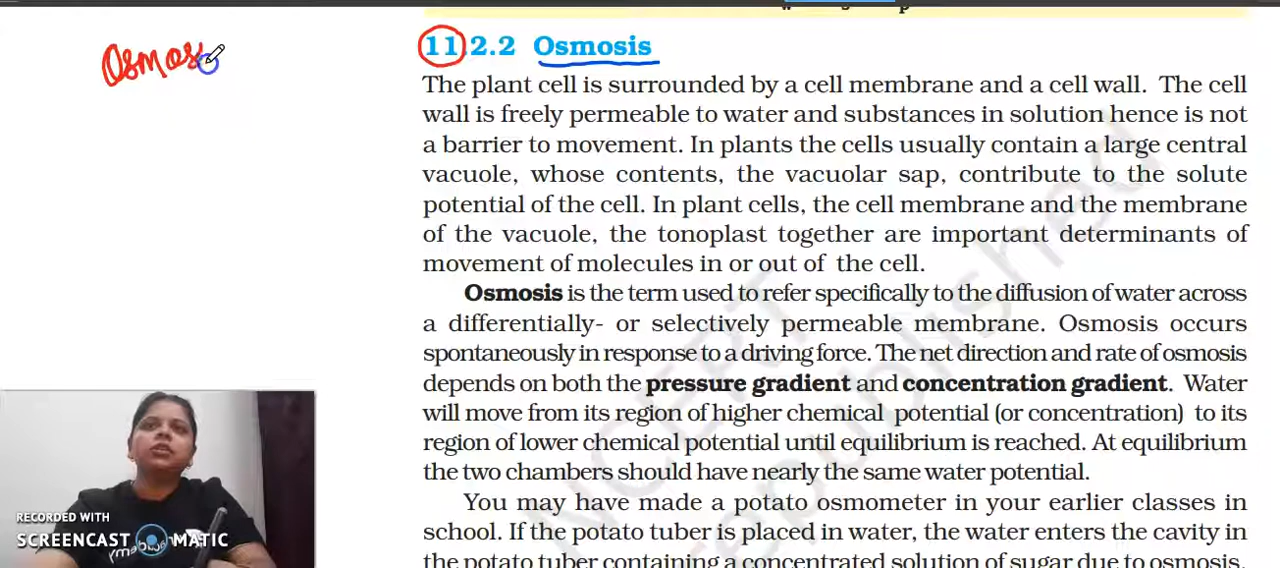 Osmos
11.2.2 Osmosis
The plant cell is surrounded by a cell membrane and a cell wall. The cell
wall is freely permeable to water and substances in solution hence is not
a barrier to movement. In plants the cells usually contain a large central
vacuole, whose contents, the vacuolar sap, contribute to the solute
potential of the cell. In plant cells, the cell membrane and the membrane
of the vacuole, the tonoplast together are important determinants of
movement of molecules in or out of the cell.
Osmosis is the term used to refer specifically to the diffusion of water across
a differentially- or selectively permeable membrane. Osmosis occurs
spontaneously in response to a driving force. The net direction and rate of osmosis
depends on both the pressure gradient and concentration gradient. Water
will move from its region of higher chemical potential (or concentration) to its
region of lower chemical potential until equilibrium is reached. At equilibrium
the two chambers should have nearly the same water potential.
You may have made a potato osmometer in your earlier classes in
school. If the potato tuber is placed in water, the water enters the cavity in
the potato tuber containing a concentrated solution of sugar due to osmosis.
NCERT
republished
RECORDED WITH
SCREENCAST MATIC